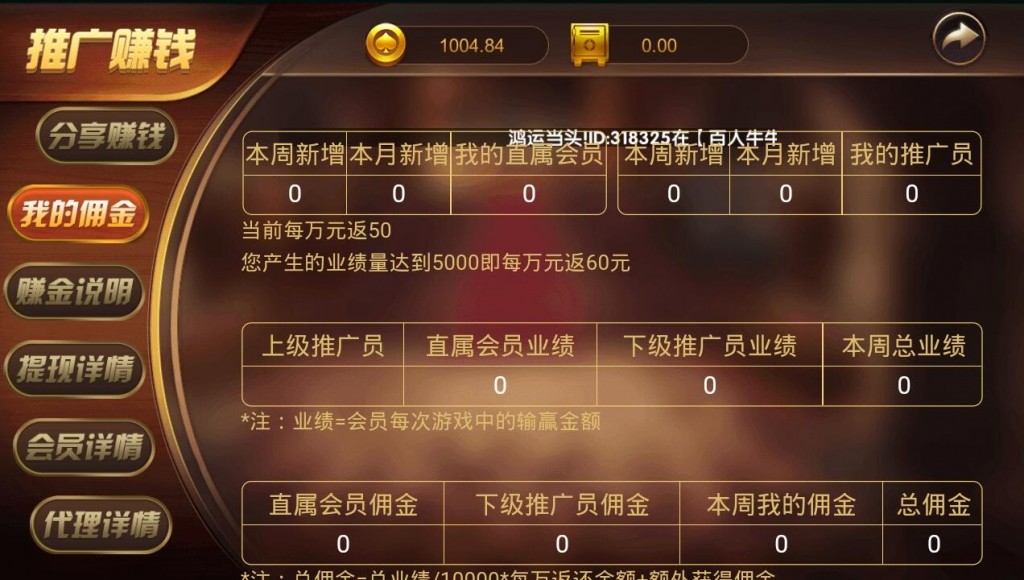 推广赚钱
1004.84
0.00
分享赚钱
我的佣金
赚金说明
提现详情
会员详情
代理详情
鸿运当头!ID:318325在【百人牛牛
本周新增 本月新增 我的直属会员 本周新增 本月新增 我的推广员
0 0 0 0 0 0
当前每万元返50
您产生的业绩量达到5000即每万元返60元
上级推广员 直属会员业绩 下级推广员业绩 本周总业绩
0 0 0
*注：业绩=会员每次游戏中的输赢金额
直属会员佣金 下级推广员佣金 本周我的佣金 总佣金
0 0 0 0
*注：总佣金=总业绩/10000*每万返还金额+额外获得佣金